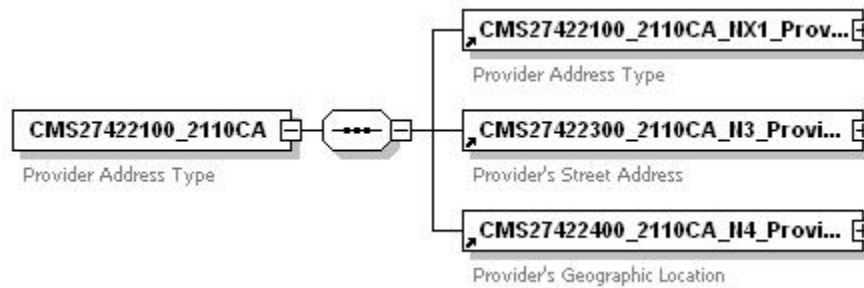 CMS27422100_2110CA_NX1_Prov...
Provider Address Type
CMS27422100_2110CA
Provider Address Type
CMS27422300_2110CA_N3_Provi...
Provider's Street Address
CMS27422400_2110CA_N4_Provi...
Provider's Geographic Location